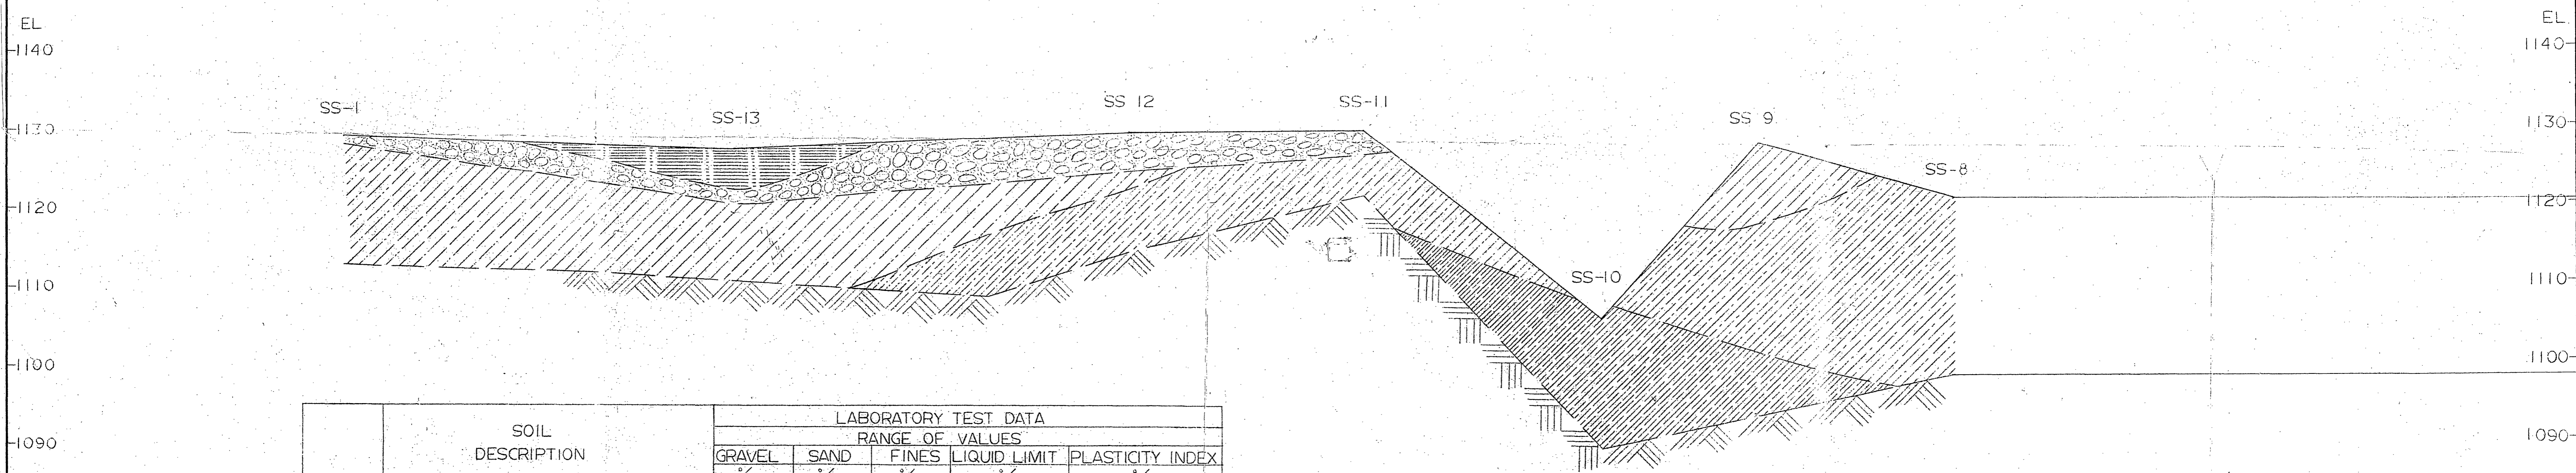 EL
EL.
1140
1140
SS-1
SS-13
SS 12
SS-11
SS 9
1130
1130
SS-8
1120
1120
SS-10
1110
1110
1100
1100
LABORATORY TEST DATA
SOIL
DESCRIPTION
RANGE OF VALUES
1090
1090
GRAVEL SAND FINES LIQUID LIMIT PLASTICITY INDEX
% % % % %